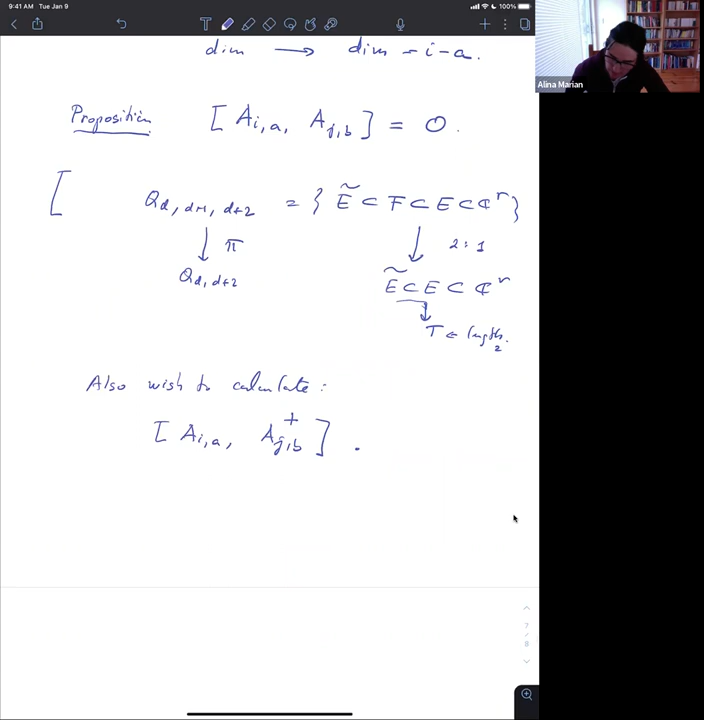 9:41 AM Tue Jan 9
100%
dim → dim - i - a.
Alina Marian
Proposition [A_{i,a}, A_{j,b}] = 0.
[ Q_{d,d+1,d+2} = { Ẽ ⊂ F ⊂ E ⊂ ℂ^r }
↓ π ↓ 2:1
Q_{d,d+2} Ẽ ⊂ E ⊂ ℂ^r
↓
T ← length 2.
Also wish to calculate:
[A_{i,a}, A^+_{j,b}].